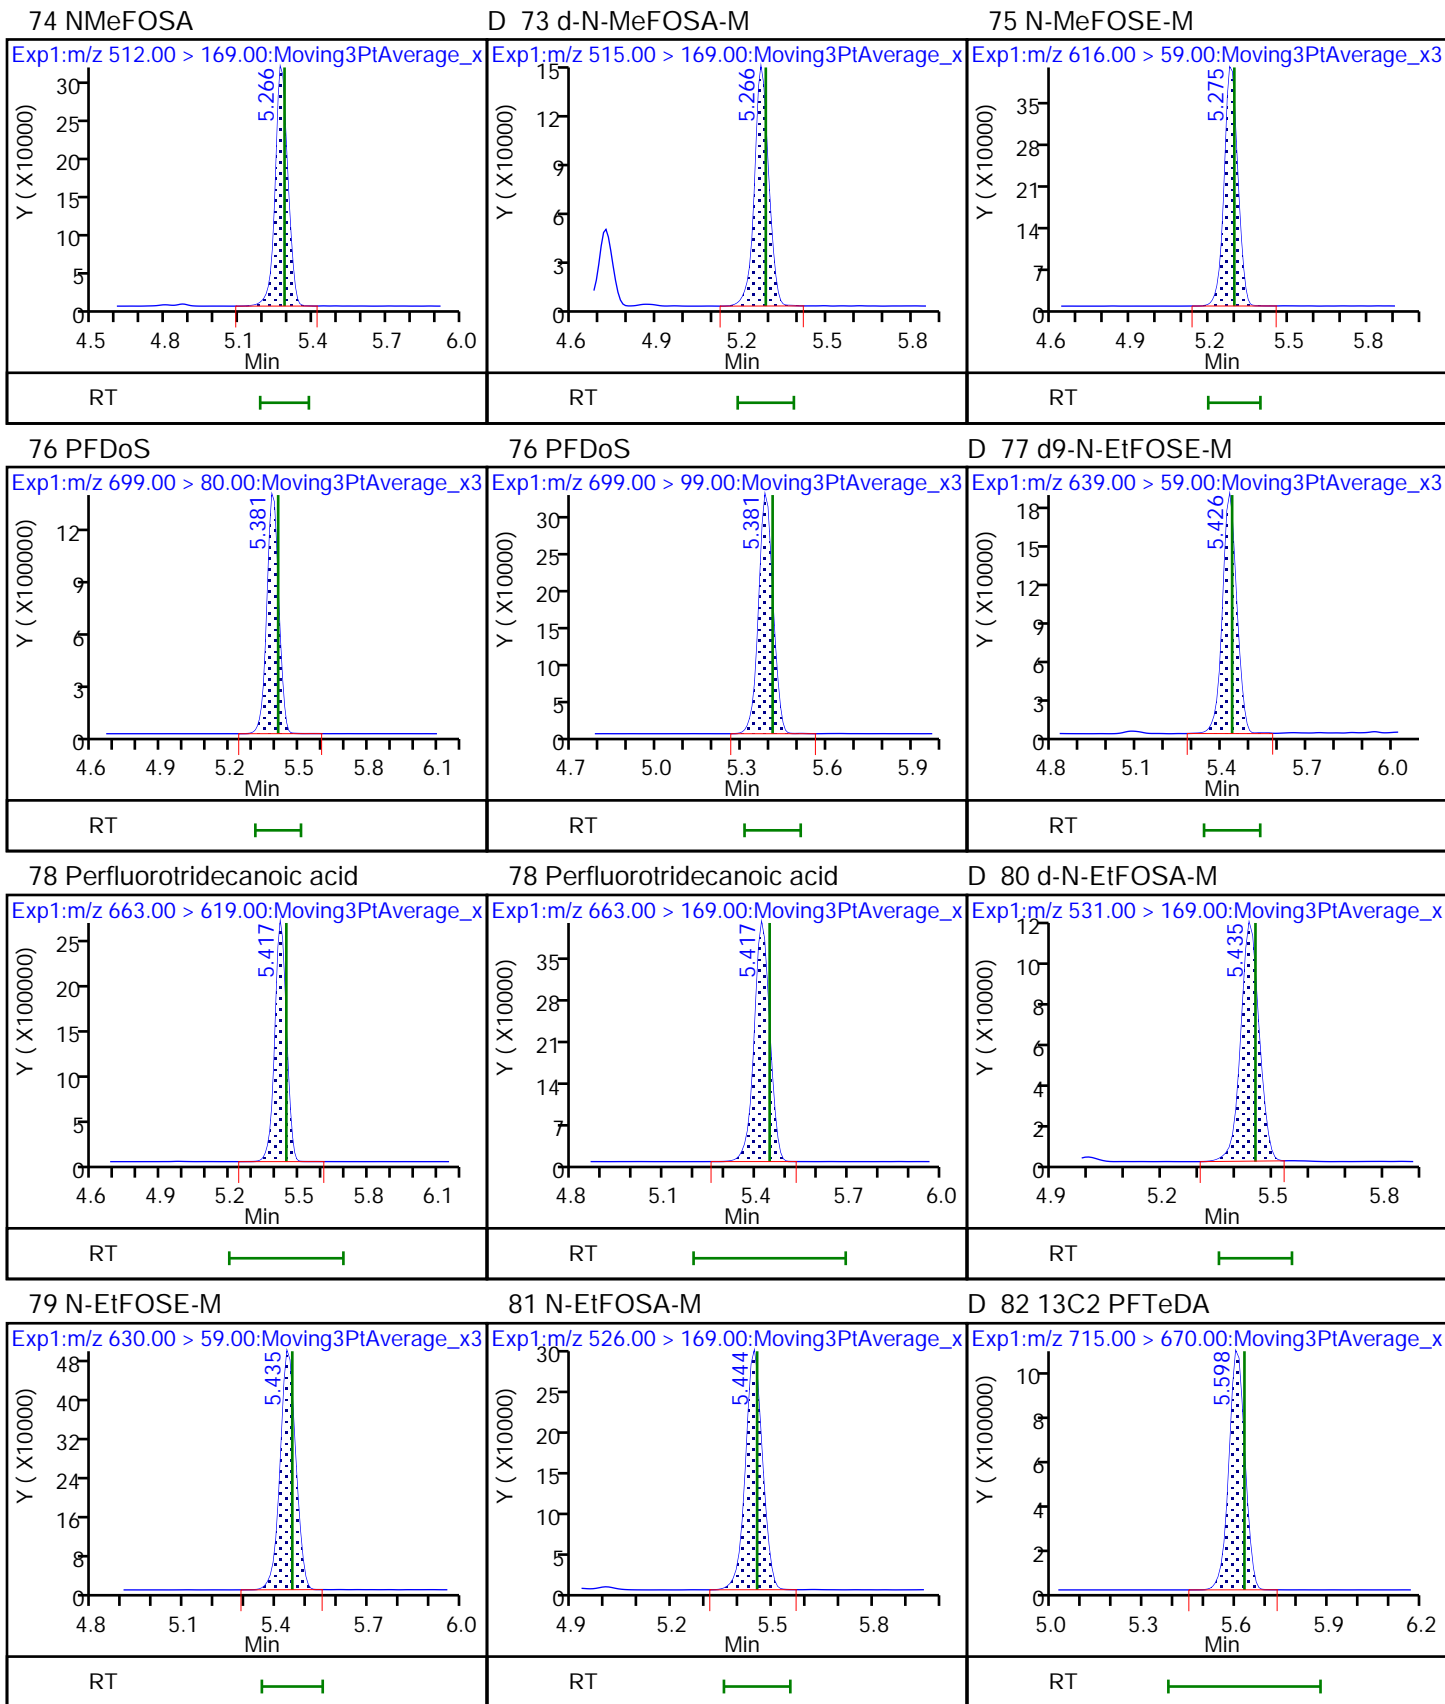 74 NMeFOSA
Exp1:m/z 512.00 > 169.00:Moving3PtAverage_x
5.266
Y ( X10000)
30
25
20
15
10
5
0
4.5 4.8 5.1 5.4 5.7 6.0
Min
RT
D 73 d-N-MeFOSA-M
Exp1:m/z 515.00 > 169.00:Moving3PtAverage_x
5.266
Y ( X10000)
15
12
9
6
3
0
4.6 4.9 5.2 5.5 5.8
Min
RT
75 N-MeFOSE-M
Exp1:m/z 616.00 > 59.00:Moving3PtAverage_x3
5.275
Y ( X10000)
35
28
21
14
7
0
4.6 4.9 5.2 5.5 5.8
Min
RT
76 PFDoS
Exp1:m/z 699.00 > 80.00:Moving3PtAverage_x3
5.381
Y ( X100000)
12
9
6
3
0
4.6 4.9 5.2 5.5 5.8 6.1
Min
RT
76 PFDoS
Exp1:m/z 699.00 > 99.00:Moving3PtAverage_x3
5.381
Y ( X10000)
30
25
20
15
10
5
0
4.7 5.0 5.3 5.6 5.9
Min
RT
D 77 d9-N-EtFOSE-M
Exp1:m/z 639.00 > 59.00:Moving3PtAverage_x3
5.426
Y ( X10000)
18
15
12
9
6
3
0
4.8 5.1 5.4 5.7 6.0
Min
RT
78 Perfluorotridecanoic acid
Exp1:m/z 663.00 > 619.00:Moving3PtAverage_x
5.417
Y ( X100000)
25
20
15
10
5
0
4.6 4.9 5.2 5.5 5.8 6.1
Min
RT
78 Perfluorotridecanoic acid
Exp1:m/z 663.00 > 169.00:Moving3PtAverage_x
5.417
Y ( X10000)
35
28
21
14
7
0
4.8 5.1 5.4 5.7 6.0
Min
RT
D 80 d-N-EtFOSA-M
Exp1:m/z 531.00 > 169.00:Moving3PtAverage_x
5.435
Y ( X10000)
12
10
8
6
4
2
0
4.9 5.2 5.5 5.8
Min
RT
79 N-EtFOSE-M
Exp1:m/z 630.00 > 59.00:Moving3PtAverage_x3
5.435
Y ( X10000)
48
40
32
24
16
8
0
4.8 5.1 5.4 5.7 6.0
Min
RT
81 N-EtFOSA-M
Exp1:m/z 526.00 > 169.00:Moving3PtAverage_x
5.444
Y ( X10000)
30
25
20
15
10
5
0
4.9 5.2 5.5 5.8
Min
RT
D 82 13C2 PFTeDA
Exp1:m/z 715.00 > 670.00:Moving3PtAverage_x
5.598
Y ( X100000)
10
8
6
4
2
0
5.0 5.3 5.6 5.9 6.2
Min
RT